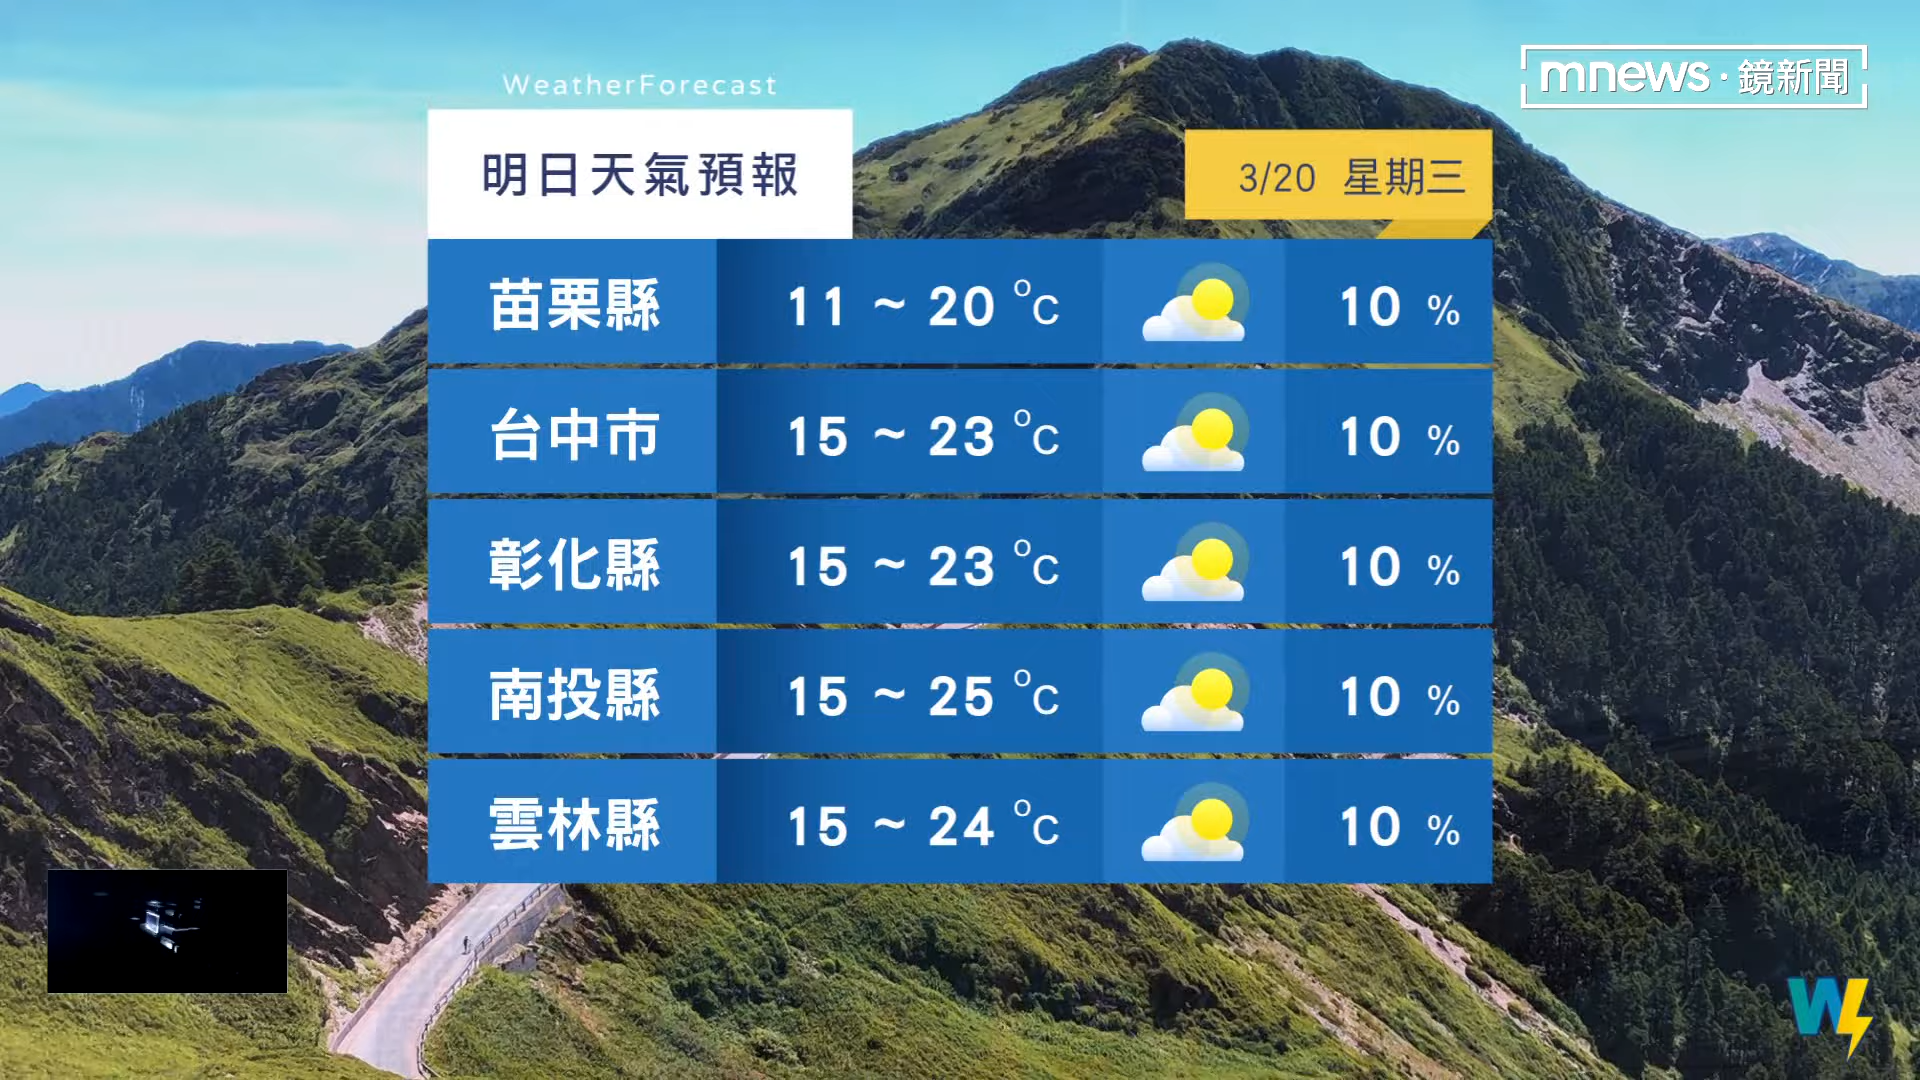 WeatherForecast
mnews·鏡新聞
明日天氣預報
3/20 星期三
苗栗縣 11 ~ 20 °C 10 %
台中市 15 ~ 23 °C 10 %
彰化縣 15 ~ 23 °C 10 %
南投縣 15 ~ 25 °C 10 %
雲林縣 15 ~ 24 °C 10 %
W